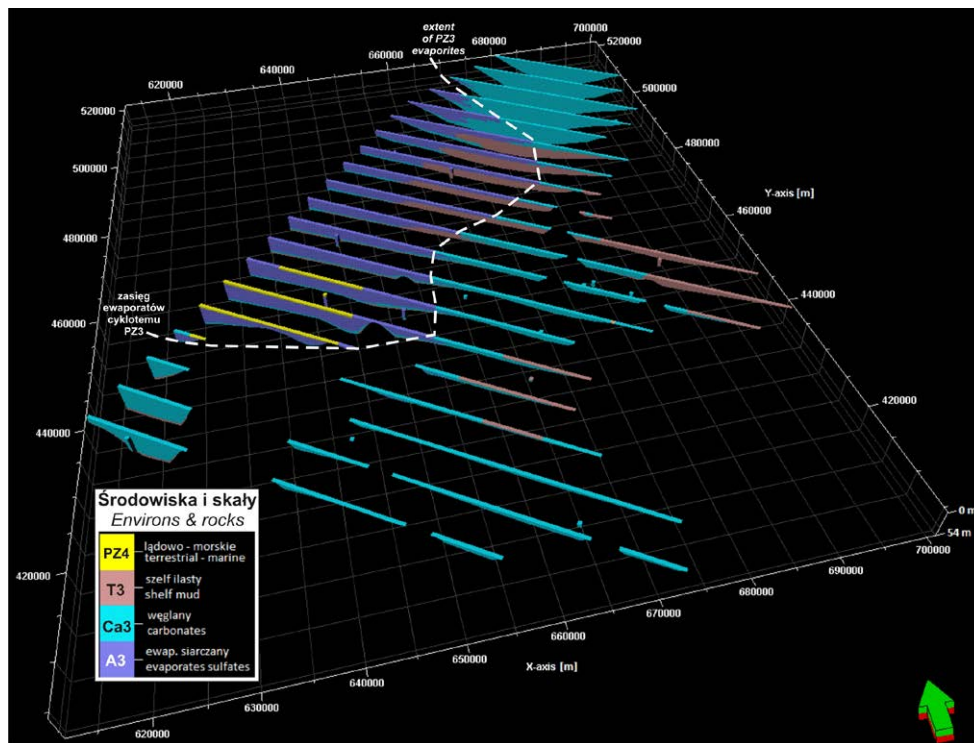 extent
of PZ3
evaporites
620000
640000
660000
680000
700000
520000
520000
500000
500000
480000
Y-axis [m]
480000
460000
440000
zasięg
ewaporatów
cyklotemu
PZ3
460000
420000
440000
Środowiska i skały
Environs & rocks
PZ4 lądowo - morskie
terrestrial - marine
T3 szelf ilasty
shelf mud
Ca3 węglany
carbonates
A3 ewap. siarczany
evaporates sulfates
0 m
54 m
420000
700000
690000
680000
670000
660000
X-axis [m]
650000
640000
630000
620000